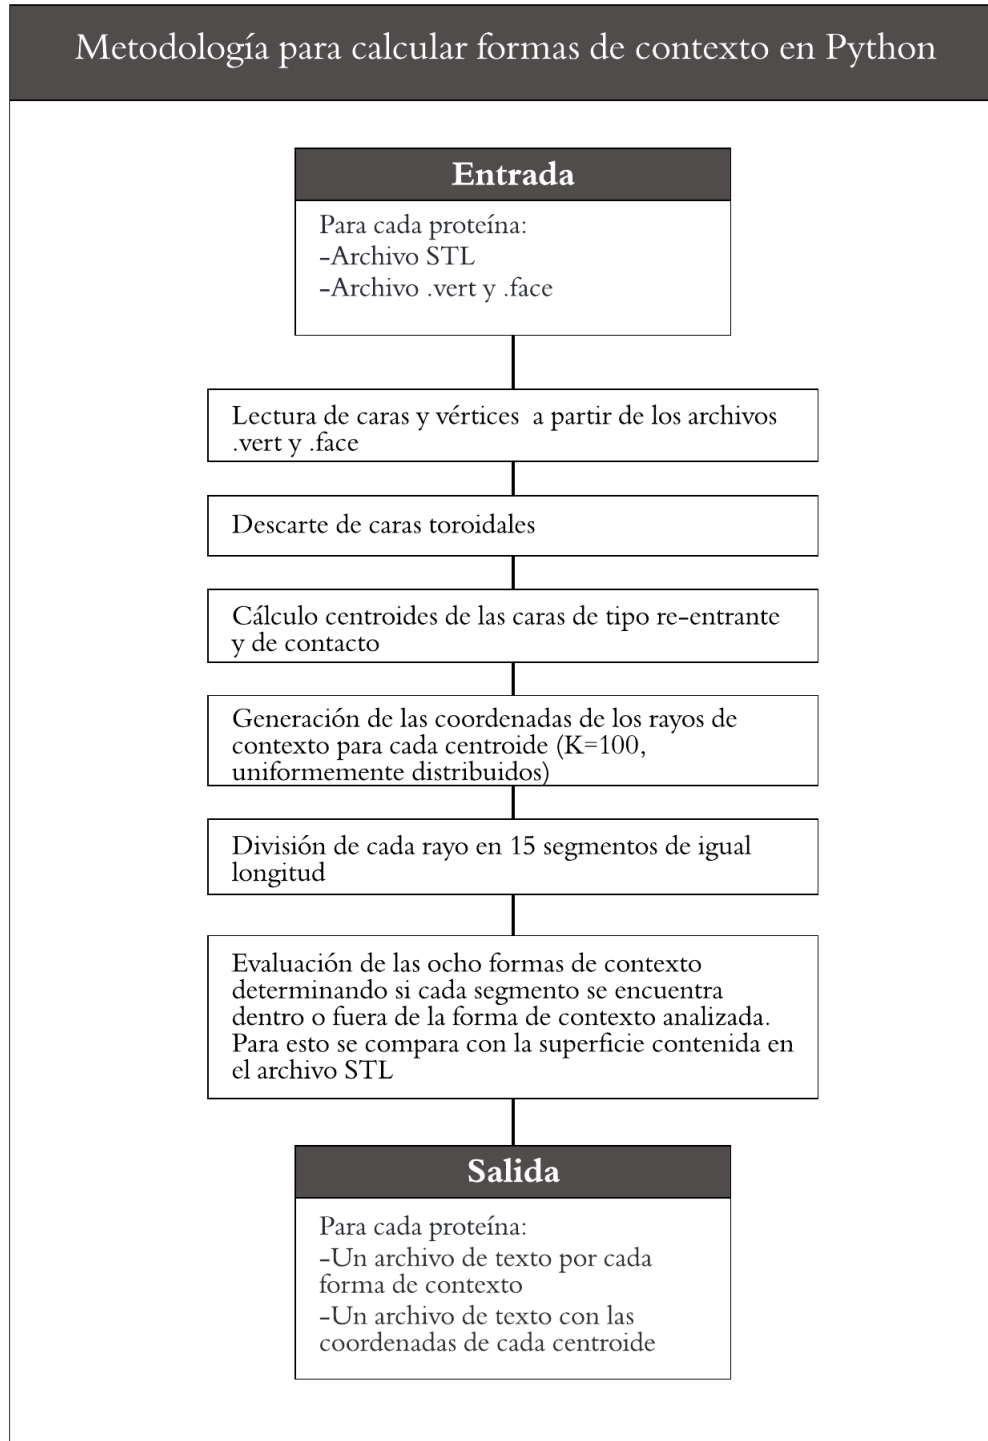 Metodología para calcular formas de contexto en Python
Entrada
Para cada proteína:
-Archivo STL
-Archivo .vert y .face
Lectura de caras y vértices a partir de los archivos
.vert y .face
Descarte de caras toroidales
Cálculo centroides de las caras de tipo re-entrante
y de contacto
Generación de las coordenadas de los rayos de
contexto para cada centroide (K=100,
uniformemente distribuidos)
División de cada rayo en 15 segmentos de igual
longitud
Evaluación de las ocho formas de contexto
determinando si cada segmento se encuentra
dentro o fuera de la forma de contexto analizada.
Para esto se compara con la superficie contenida en
el archivo STL
Salida
Para cada proteína:
-Un archivo de texto por cada
forma de contexto
-Un archivo de texto con las
coordenadas de cada centroide